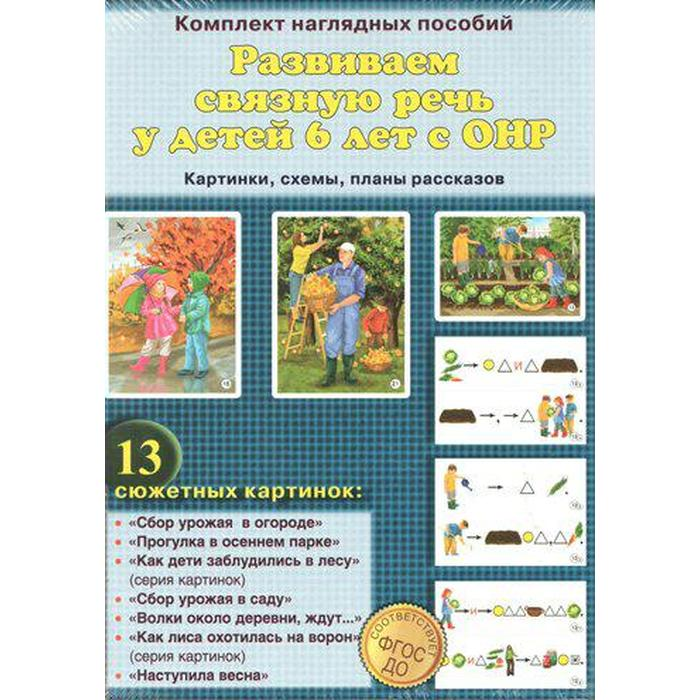 Комплект наглядных пособий
Развиваем
связную речь
у детей 6 лет с ОНР
Картинки, схемы, планы рассказов
13
сюжетных картинок:
• «Сбор урожая в огороде»
• «Прогулка в осеннем парке»
• «Как дети заблудились в лесу»
(серия картинок)
• «Сбор урожая в саду»
• «Волки около деревни, ждут...»
• «Как лиса охотилась на ворон»
(серия картинок)
• «Наступила весна»
СООТВЕТСТВУЕТ
ФГОС
ДО